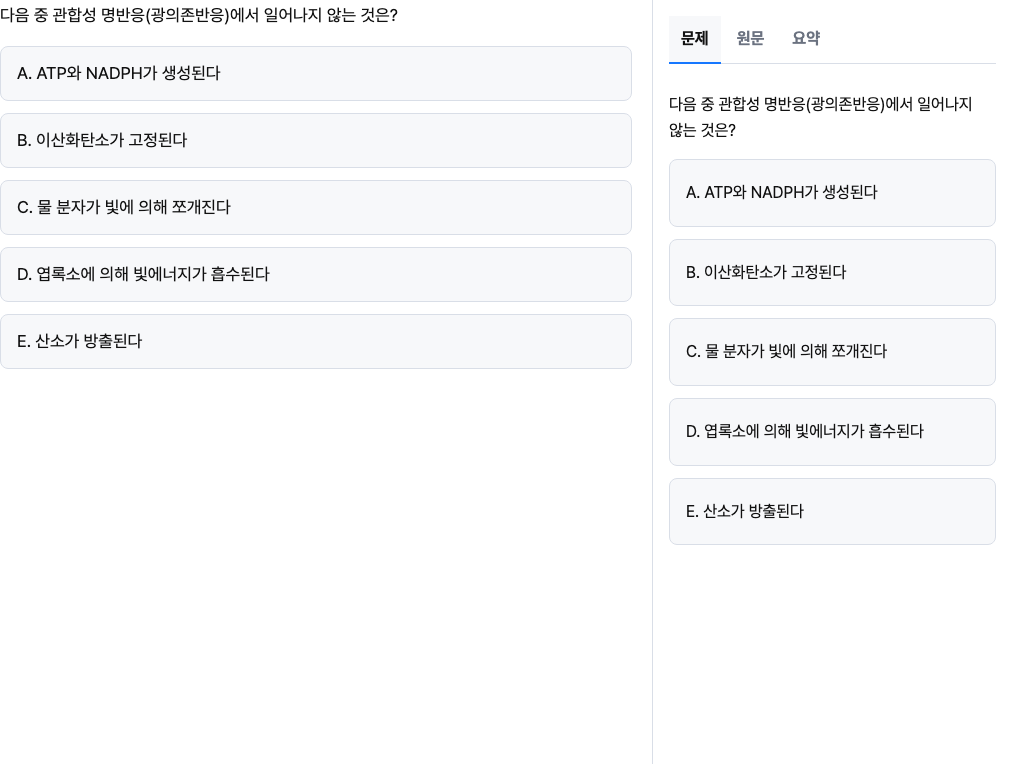 다음 중 관합성 명반응(광의존반응)에서 일어나지 않는 것은?
A. ATP와 NADPH가 생성된다
B. 이산화탄소가 고정된다
C. 물 분자가 빛에 의해 쪼개진다
D. 엽록소에 의해 빛에너지가 흡수된다
E. 산소가 방출된다
문제 원문 요약
다음 중 관합성 명반응(광의존반응)에서 일어나지
않는 것은?
A. ATP와 NADPH가 생성된다
B. 이산화탄소가 고정된다
C. 물 분자가 빛에 의해 쪼개진다
D. 엽록소에 의해 빛에너지가 흡수된다
E. 산소가 방출된다